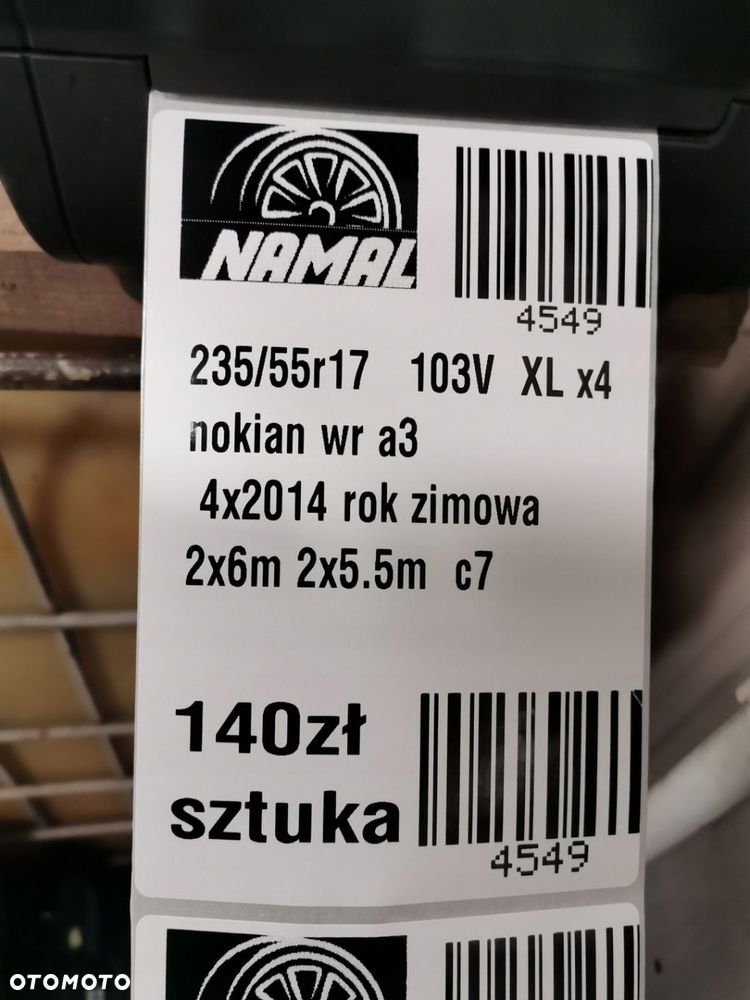 NAMAL
4549
235/55r17 103V XL x4
nokian wr a3
4x2014 rok zimowa
2x6m 2x5.5m c7
140zł
sztuka
4549
NAMAL
OTOMOTO